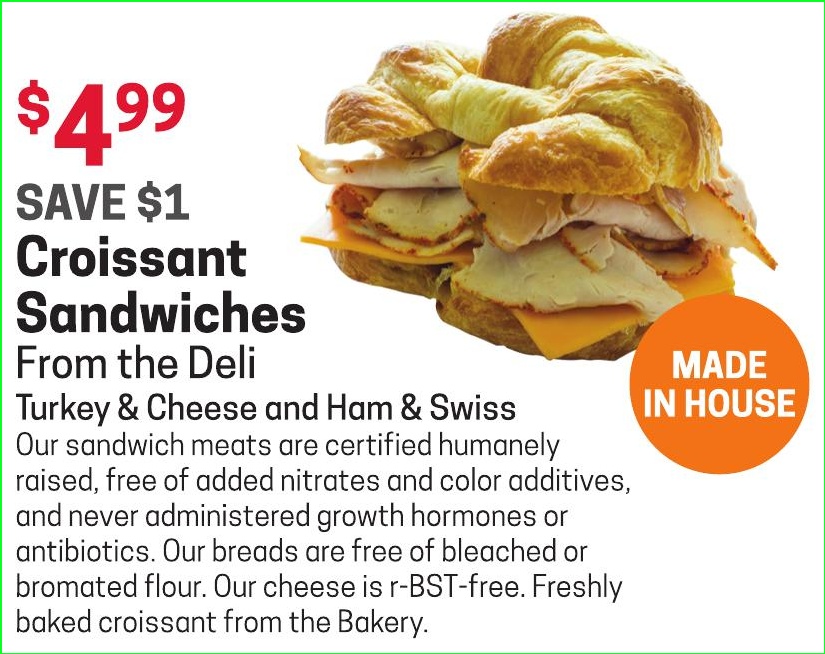 $4.99
SAVE $1
Croissant
Sandwiches
From the Deli
Turkey & Cheese and Ham & Swiss
Our sandwich meats are certified humanely
raised, free of added nitrates and color additives,
and never administered growth hormones or
antibiotics. Our breads are free of bleached or
bromated flour. Our cheese is r-BST-free. Freshly
baked croissant from the Bakery.
MADE
IN HOUSE